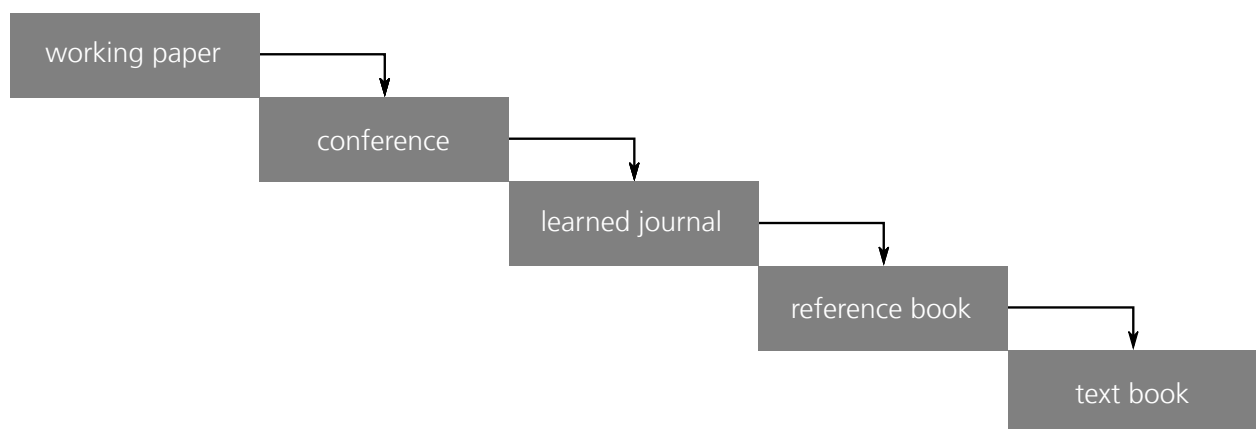 working paper
conference
learned journal
reference book
text book